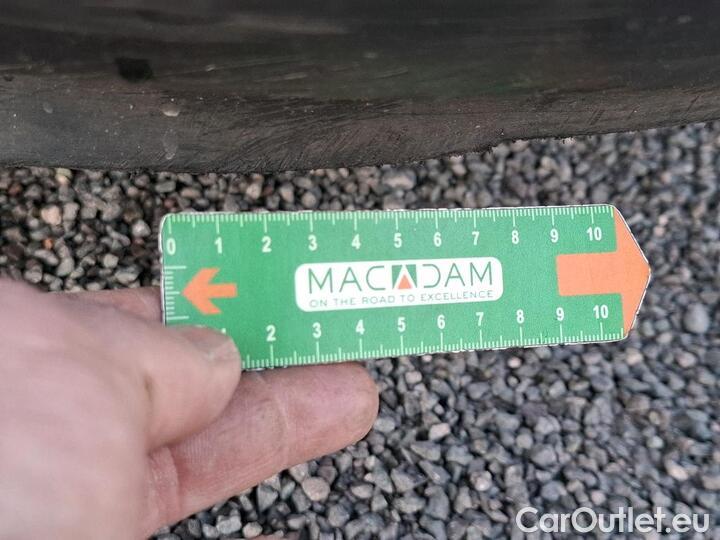 0 1 2 3 4 5 6 7 8 9 10
MACADAM
ON THE ROAD TO EXCELLENCE
1 2 3 4 5 6 7 8 9 10
CarOutlet.eu